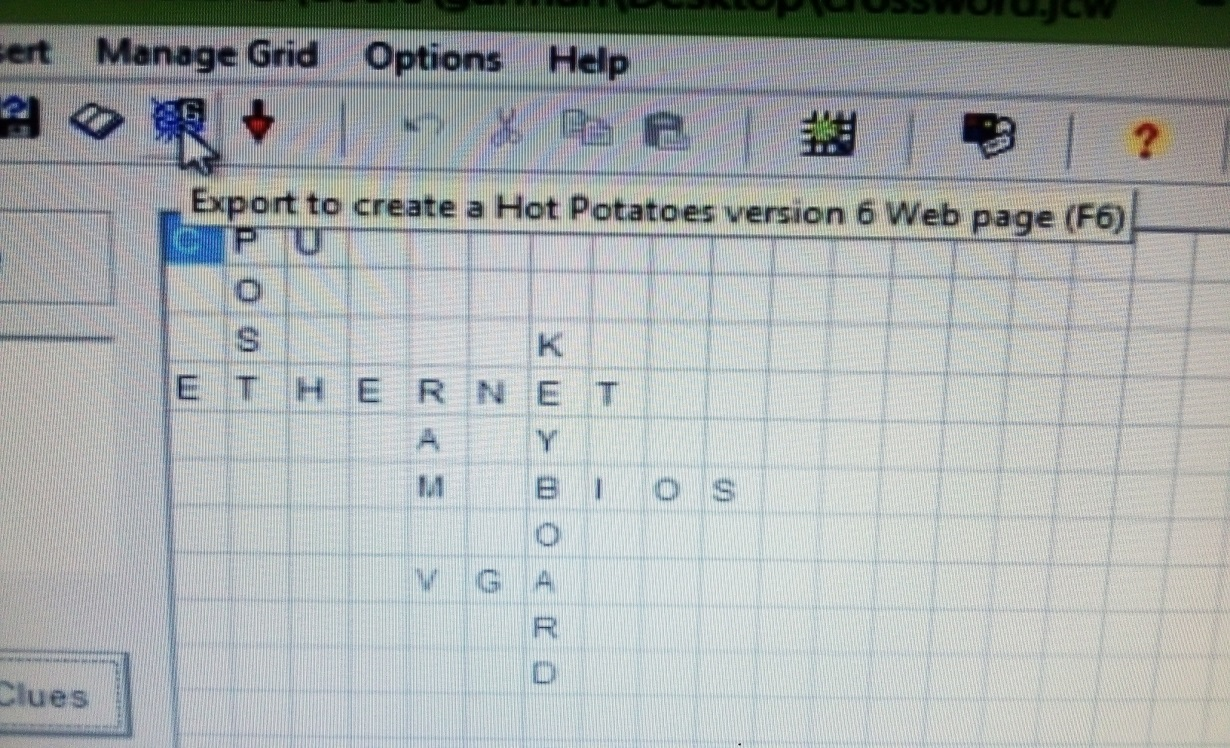 Manage Grid Options Help
?
Export to create a Hot Potatoes version 6 Web page (F6)
C P U
O
S K
E T H E R N E T
A Y
M B I O S
O
V G A
R
D
Clues